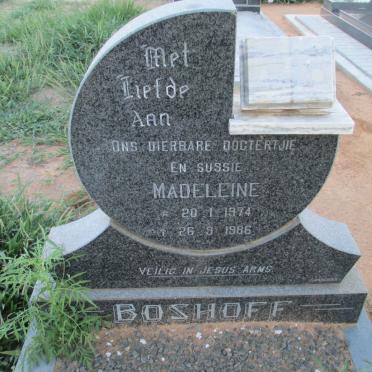 Met
Liefde
Aan
ONS DIERBARE DOGTERTJIE
EN SUSSIE
MADELEINE
* 20·1·1974
† 26·9·1986
VEILIG IN JESUS ARMS
BOSHOFF